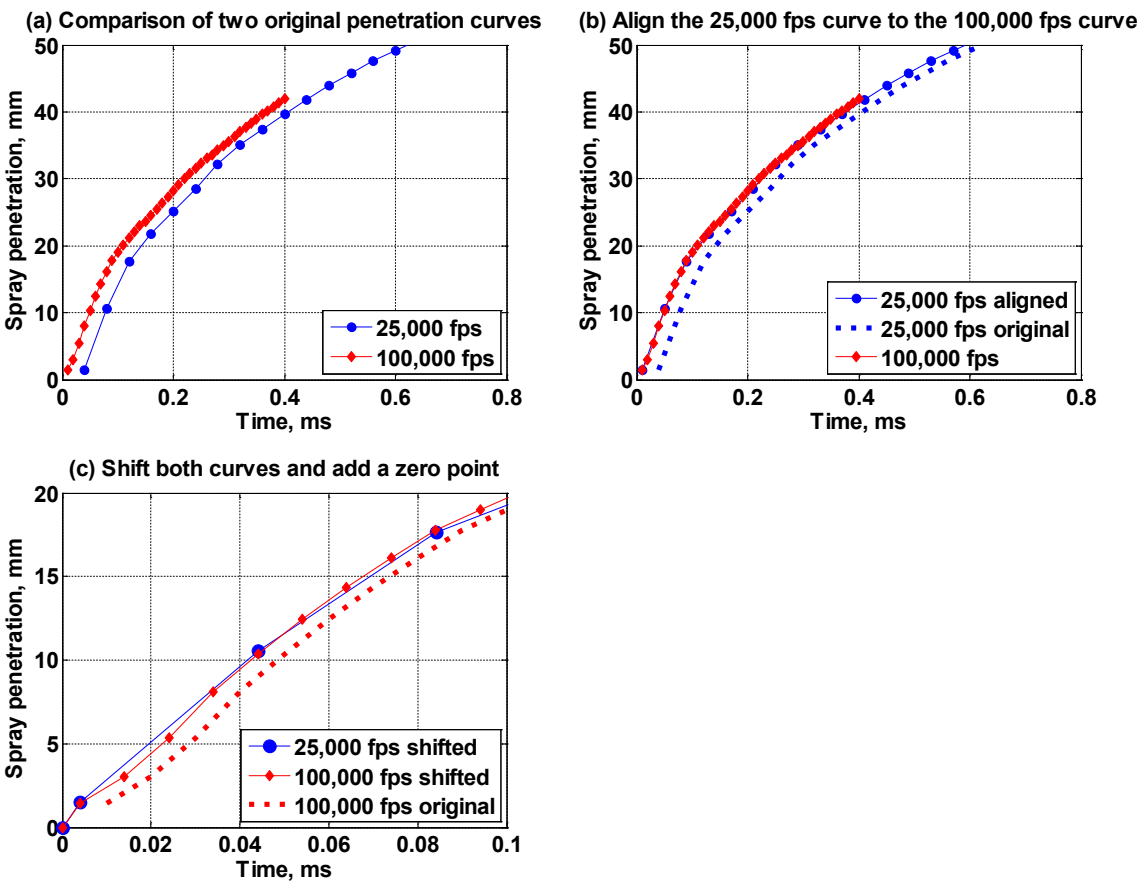 (a) Comparison of two original penetration curves
50
40
30
20
10
0
Spray penetration, mm
25,000 fps
100,000 fps
0 0.2 0.4 0.6 0.8
Time, ms
(b) Align the 25,000 fps curve to the 100,000 fps curve
50
40
30
20
10
0
Spray penetration, mm
25,000 fps aligned
25,000 fps original
100,000 fps
0 0.2 0.4 0.6 0.8
Time, ms
(c) Shift both curves and add a zero point
20
15
10
5
0
Spray penetration, mm
25,000 fps shifted
100,000 fps shifted
100,000 fps original
0 0.02 0.04 0.06 0.08 0.1
Time, ms